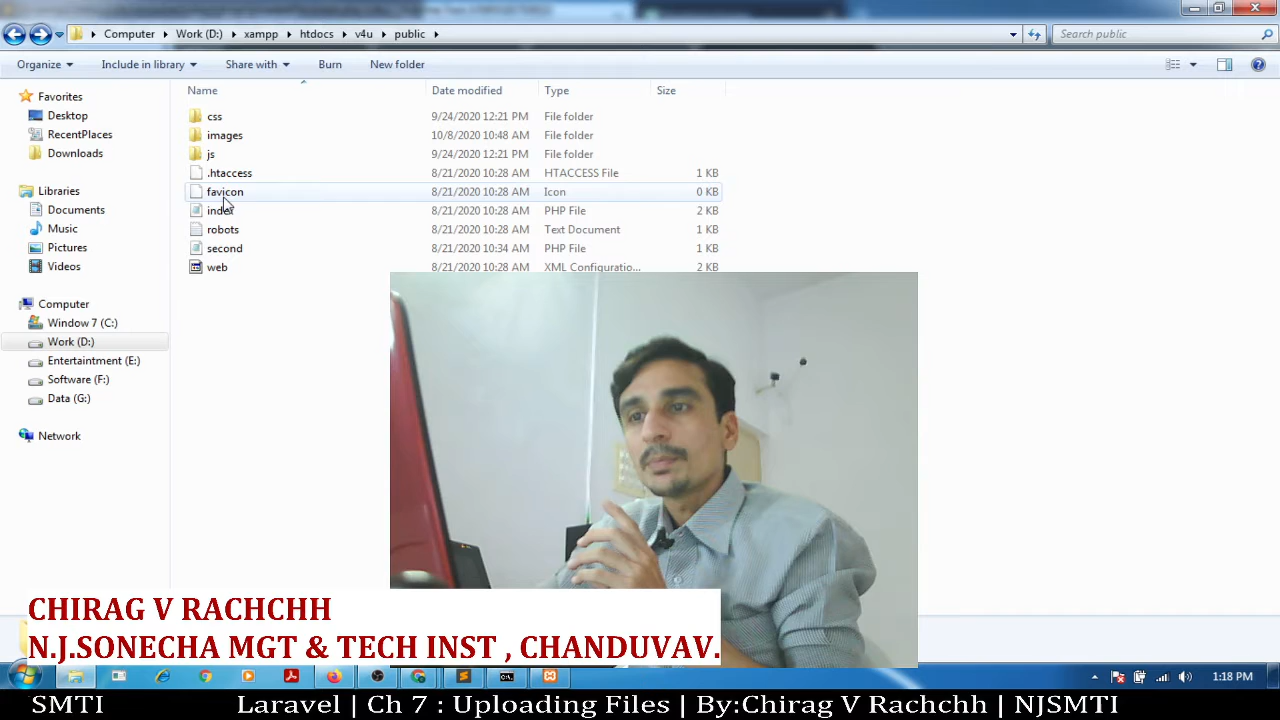 Computer Work (D:) xampp htdocs v4u public Search public
Organize Include in library Share with Burn New folder
Name Date modified Type Size
css 9/24/2020 12:21 PM File folder
images 10/8/2020 10:48 AM File folder
js 9/24/2020 12:21 PM File folder
.htaccess 8/21/2020 10:28 AM HTACCESS File 1 KB
favicon 8/21/2020 10:28 AM Icon 0 KB
index 8/21/2020 10:28 AM PHP File 2 KB
robots 8/21/2020 10:28 AM Text Document 1 KB
second 8/21/2020 10:34 AM PHP File 1 KB
web 8/21/2020 10:28 AM XML Configuratio... 2 KB
Favorites
Desktop
RecentPlaces
Downloads
Libraries
Documents
Music
Pictures
Videos
Computer
Window 7 (C:)
Work (D:)
Entertaintment (E:)
Software (F:)
Data (G:)
Network
CHIRAG V RACHCHH
N.J.SONECHA MGT & TECH INST , CHANDUVAV.
1:18 PM
SMTI Laravel | Ch 7 : Uploading Files | By:Chirag V Rachchh | NJSMTI